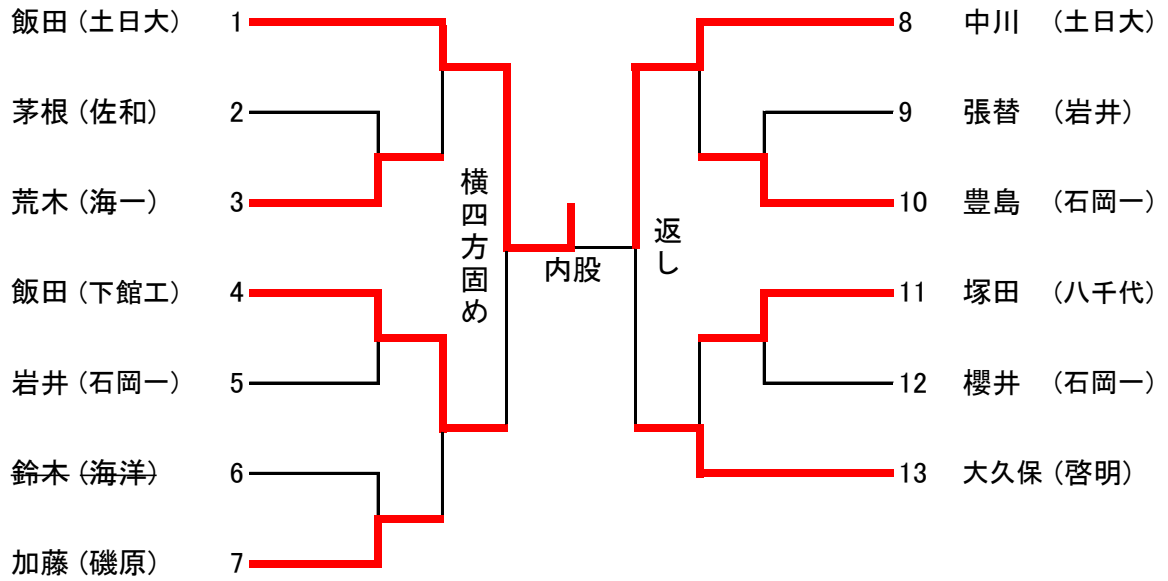 飯田（土日大） 1
茅根（佐和） 2
荒木（海一） 3
飯田（下館工） 4
岩井（石岡一） 5
鈴木（海洋） 6
加藤（磯原） 7
横四方固め
内股
返し
8 中川 （土日大）
9 張替 （岩井）
10 豊島 （石岡一）
11 塚田 （八千代）
12 櫻井 （石岡一）
13 大久保（啓明）